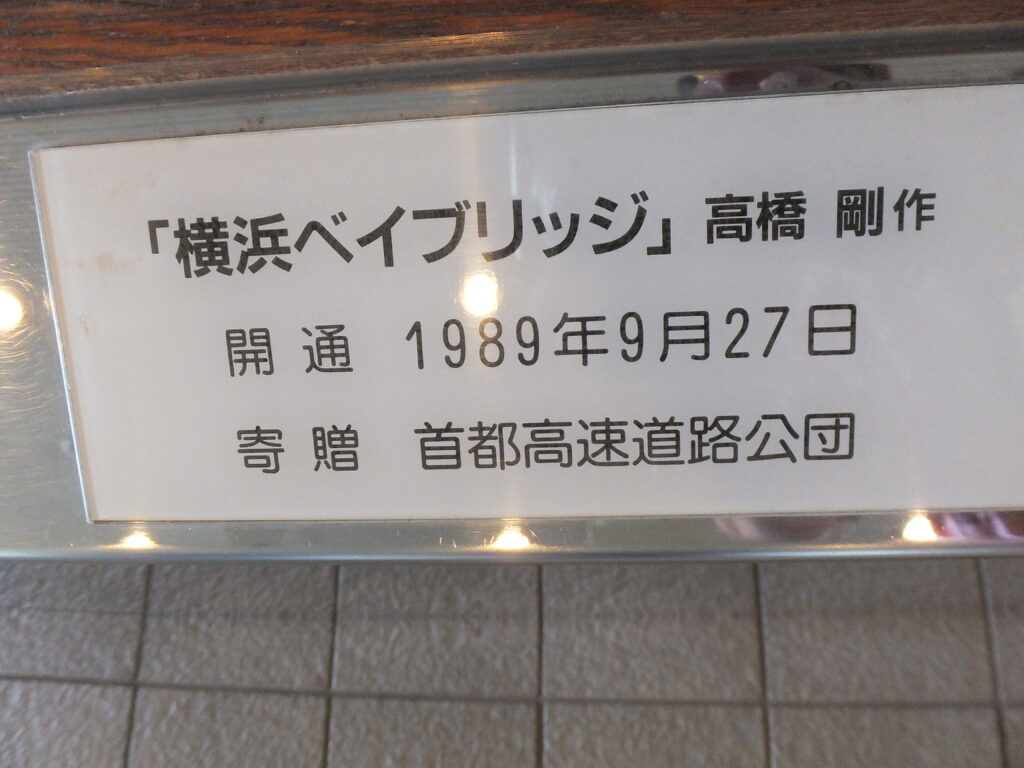 「横浜ベイブリッジ」 高橋 剛作
開通 1989年9月27日
寄贈 首都高速道路公団